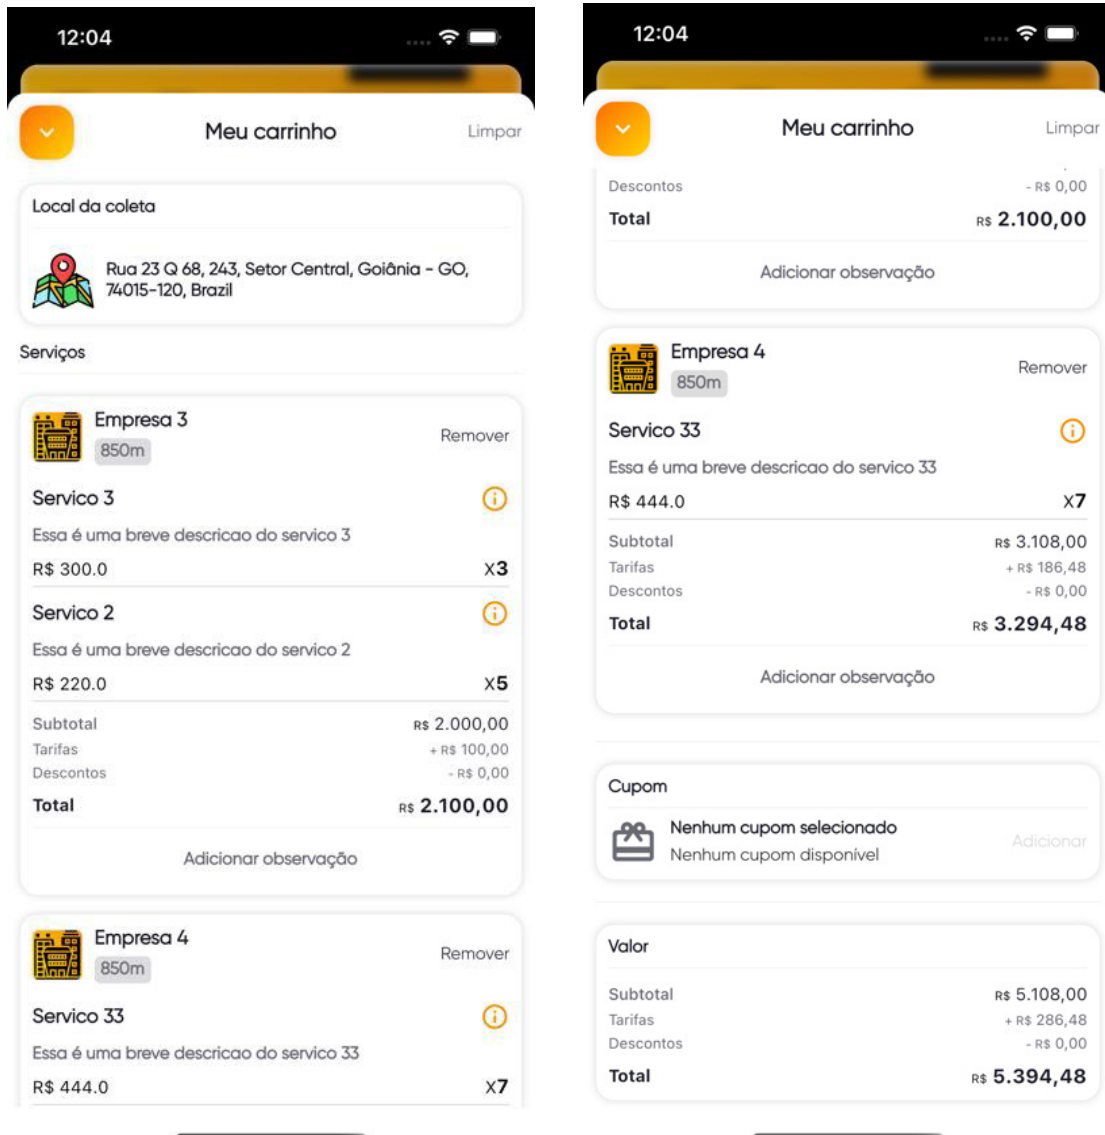 12:04
Meu carrinho
Limpar
Local da coleta
Rua 23 Q 68, 243, Setor Central, Goiânia - GO,
74015-120, Brazil
Serviços
Empresa 3
850m
Remover
Servico 3
Essa é uma breve descricao do servico 3
R$ 300.0 X3
Servico 2
Essa é uma breve descricao do servico 2
R$ 220.0 X5
Subtotal R$ 2.000,00
Tarifas + R$ 100,00
Descontos - R$ 0,00
Total R$ 2.100,00
Adicionar observação
Empresa 4
850m
Remover
Servico 33
Essa é uma breve descricao do servico 33
R$ 444.0 X7
12:04
Meu carrinho
Limpar
Descontos - R$ 0,00
Total R$ 2.100,00
Adicionar observação
Empresa 4
850m
Remover
Servico 33
Essa é uma breve descricao do servico 33
R$ 444.0 X7
Subtotal R$ 3.108,00
Tarifas + R$ 186,48
Descontos - R$ 0,00
Total R$ 3.294,48
Adicionar observação
Cupom
Nenhum cupom selecionado
Nenhum cupom disponível
Adicionar
Valor
Subtotal R$ 5.108,00
Tarifas + R$ 286,48
Descontos - R$ 0,00
Total R$ 5.394,48